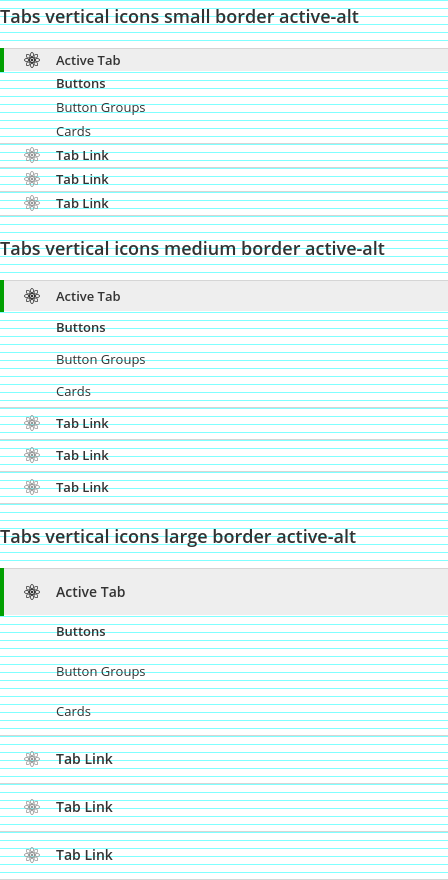 Tabs vertical icons small border active-alt
Active Tab
Buttons
Button Groups
Cards
Tab Link
Tab Link
Tab Link
Tabs vertical icons medium border active-alt
Active Tab
Buttons
Button Groups
Cards
Tab Link
Tab Link
Tab Link
Tabs vertical icons large border active-alt
Active Tab
Buttons
Button Groups
Cards
Tab Link
Tab Link
Tab Link